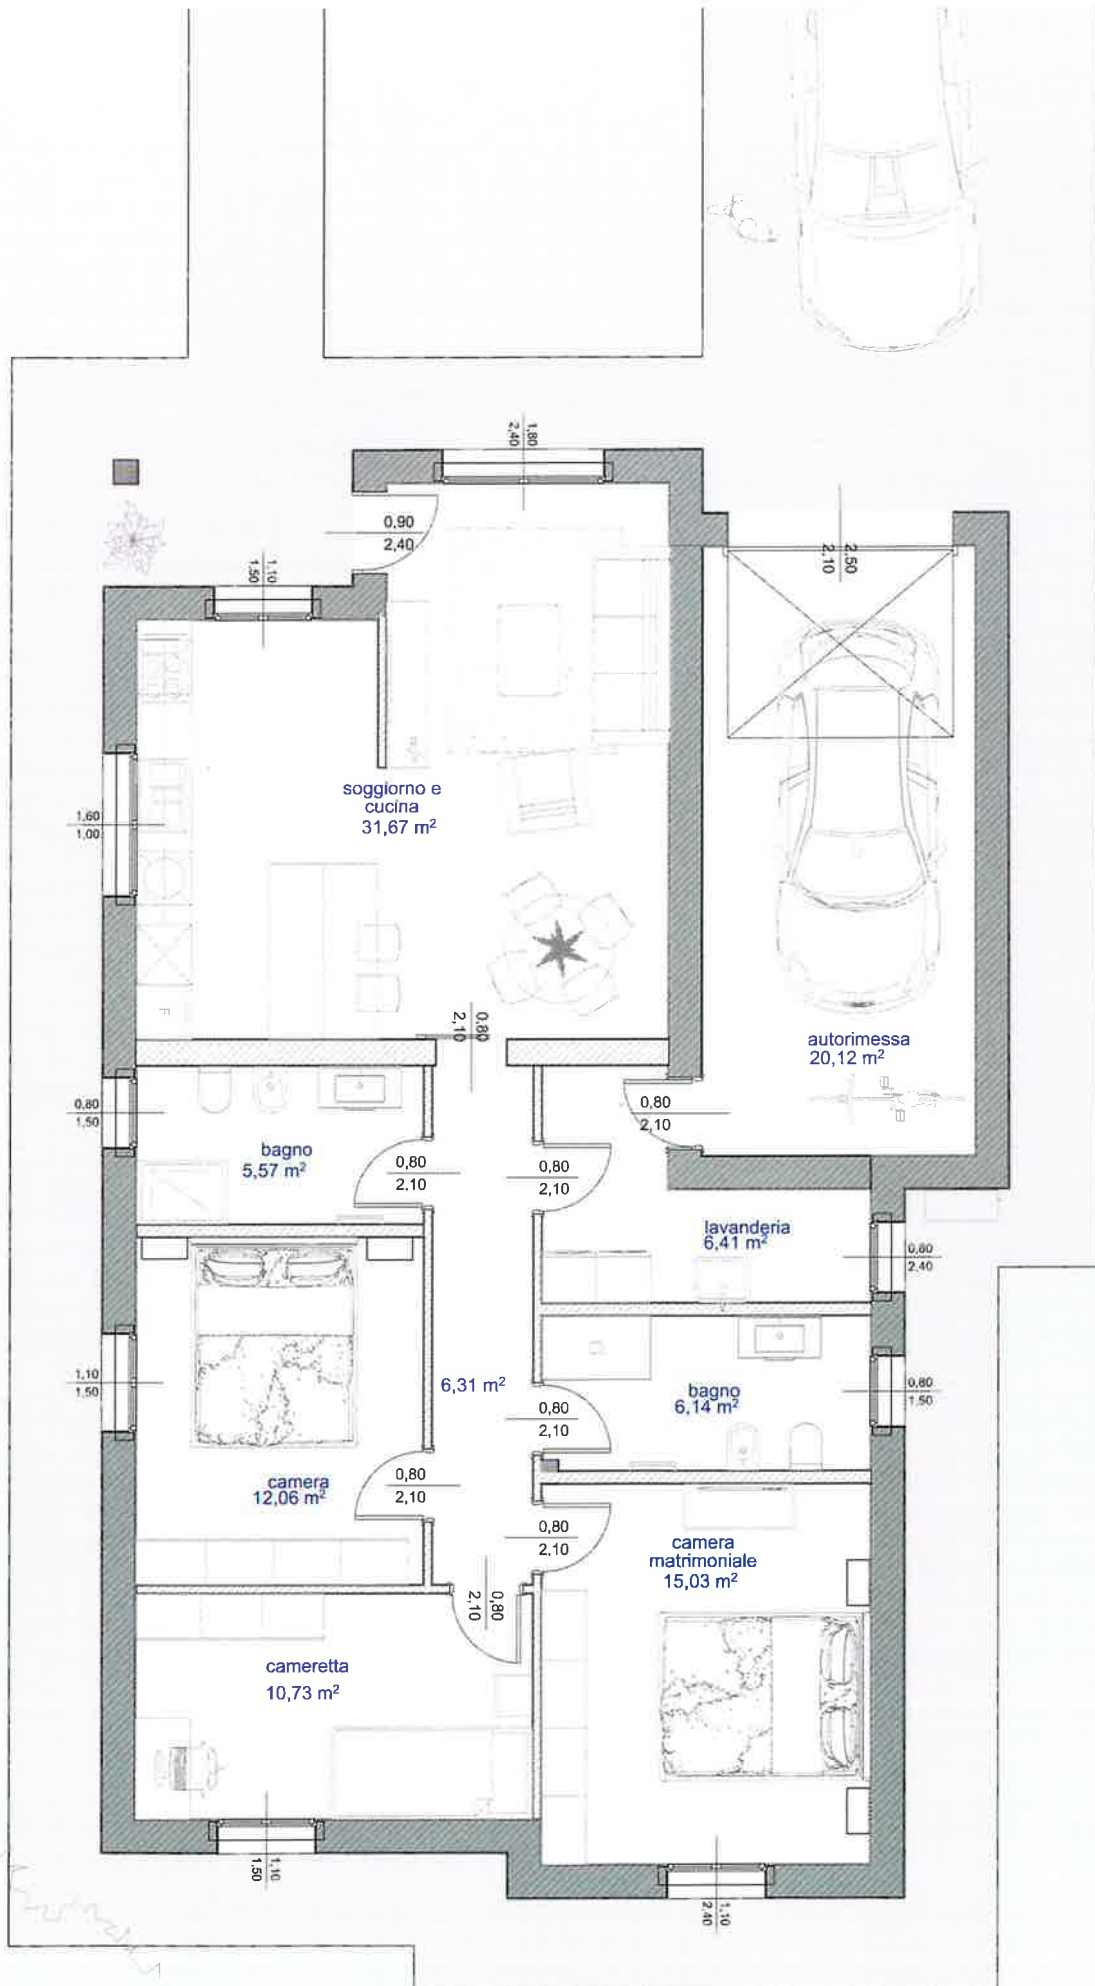 1,80
2,40
0,90
2,40
1,10
1,50
2,50
2,10
soggiorno e
cucina
31,67 m²
1,60
1,00
F
0,80
2,10
autorimessa
20,12 m²
0,80
1,50
bagno
5,57 m²
0,80
2,10
0,80
2,10
0,80
2,10
lavanderia
6,41 m²
0,80
2,40
1,10
1,50
6,31 m²
bagno
6,14 m²
0,80
1,50
0,80
2,10
camera
12,06 m²
0,80
2,10
0,80
2,10
camera
matrimoniale
15,03 m²
0,80
2,10
cameretta
10,73 m²
1,10
1,50
1,10
2,40